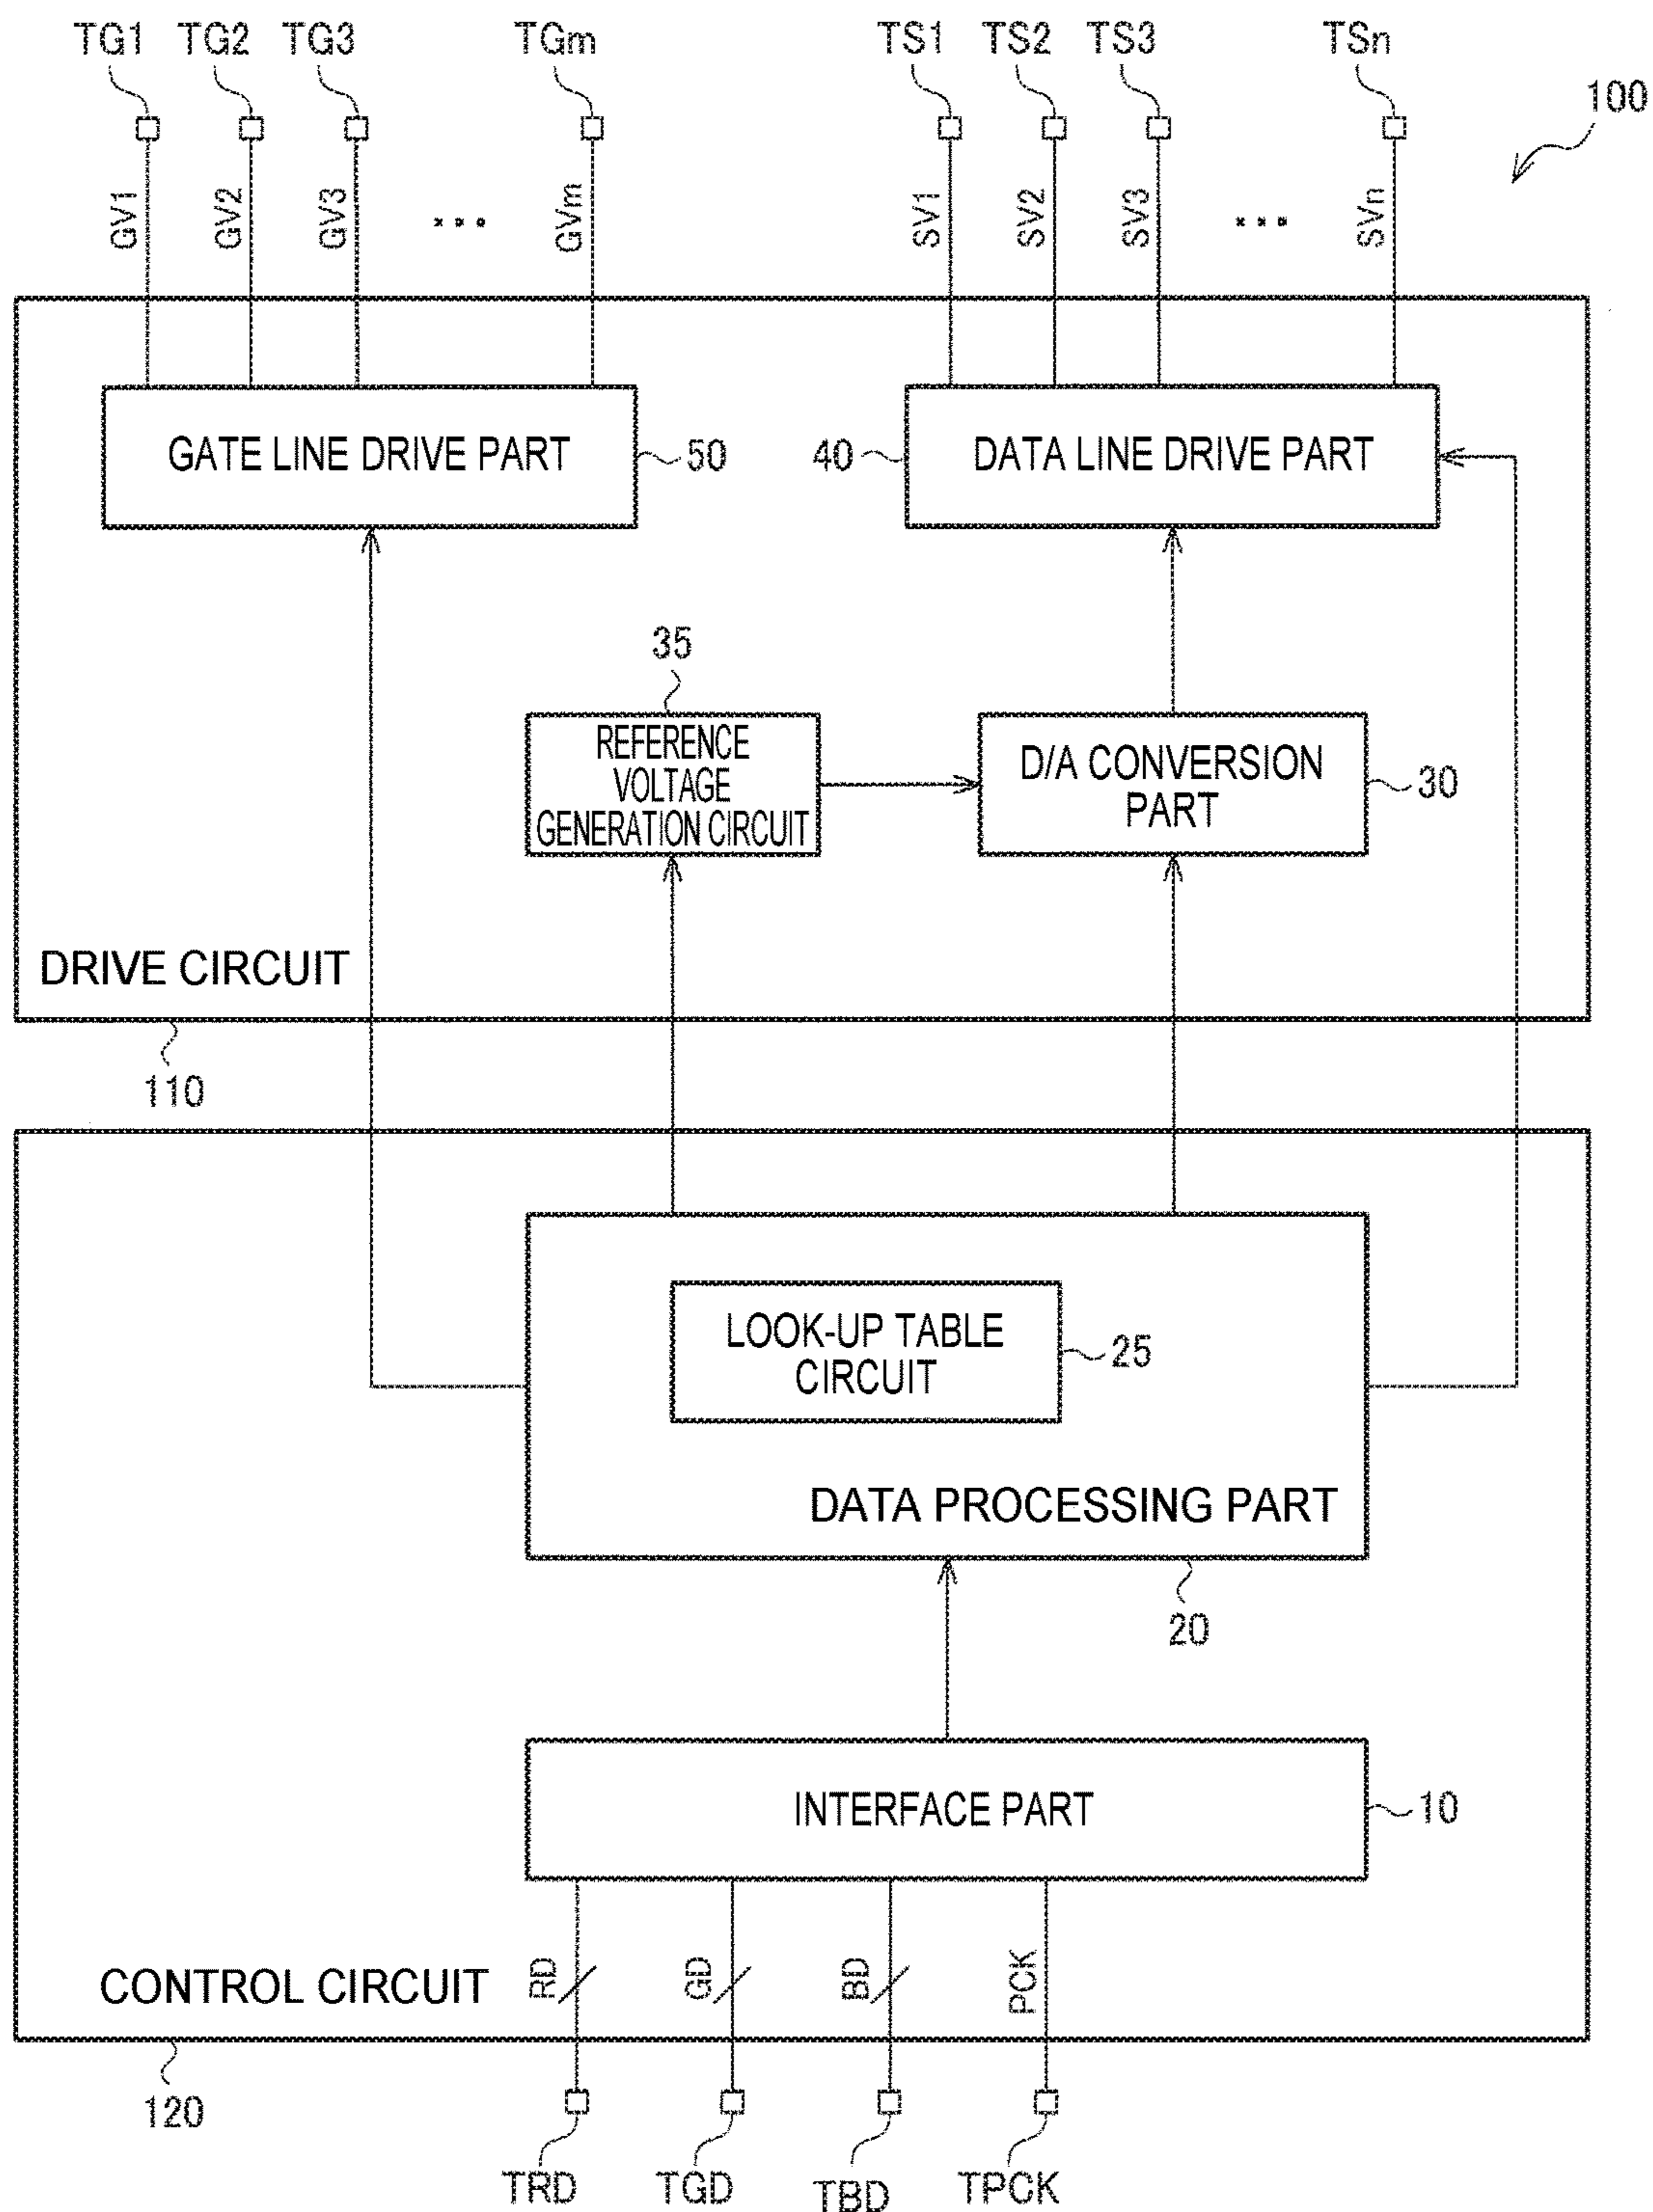 TG1 TG2 TG3 TGm TS1 TS2 TS3 TSn
100
GV1 GV2 GV3 ... GVm SV1 SV2 SV3 ... SVn
GATE LINE DRIVE PART
50
40
DATA LINE DRIVE PART
35
REFERENCE
VOLTAGE
GENERATION CIRCUIT
D/A CONVERSION
PART
30
DRIVE CIRCUIT
110
LOOK-UP TABLE
CIRCUIT
25
DATA PROCESSING PART
20
INTERFACE PART
10
RD GD BD PCK
CONTROL CIRCUIT
120
TRD TGD TBD TPCK